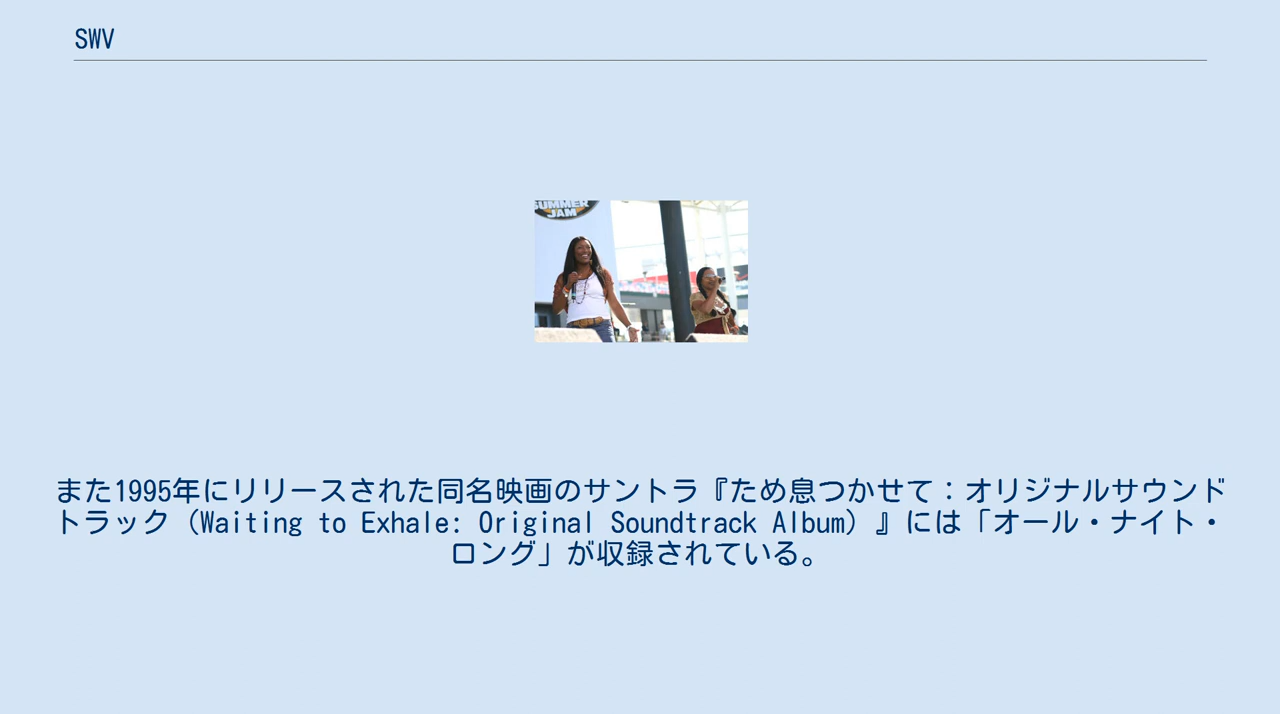 SWV
SUMMER
JAM
また1995年にリリースされた同名映画のサントラ『ため息つかせて：オリジナルサウンド
トラック（Waiting to Exhale: Original Soundtrack Album）』には「オール・ナイト・
ロング」が収録されている。